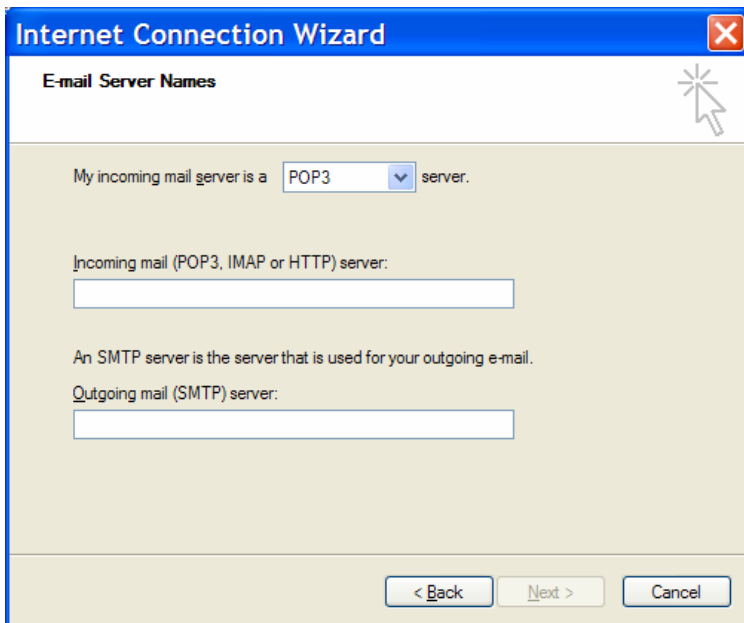 Internet Connection Wizard
E-mail Server Names
My incoming mail server is a POP3 server.
Incoming mail (POP3, IMAP or HTTP) server:
An SMTP server is the server that is used for your outgoing e-mail.
Outgoing mail (SMTP) server:
< Back Next > Cancel